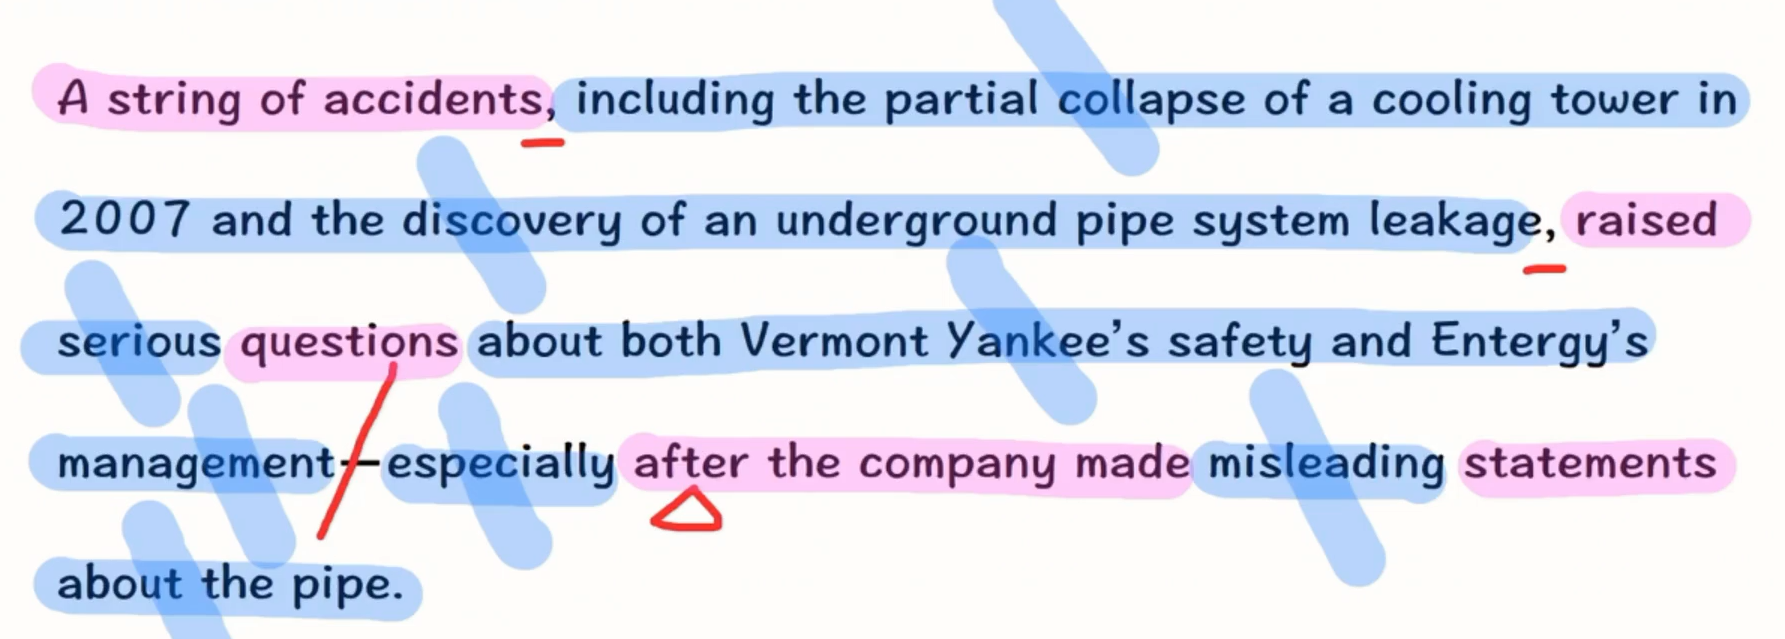 A string of accidents, including the partial collapse of a cooling tower in
2007 and the discovery of an underground pipe system leakage, raised
serious questions about both Vermont Yankee's safety and Entergy's
management—especially after the company made misleading statements
about the pipe.